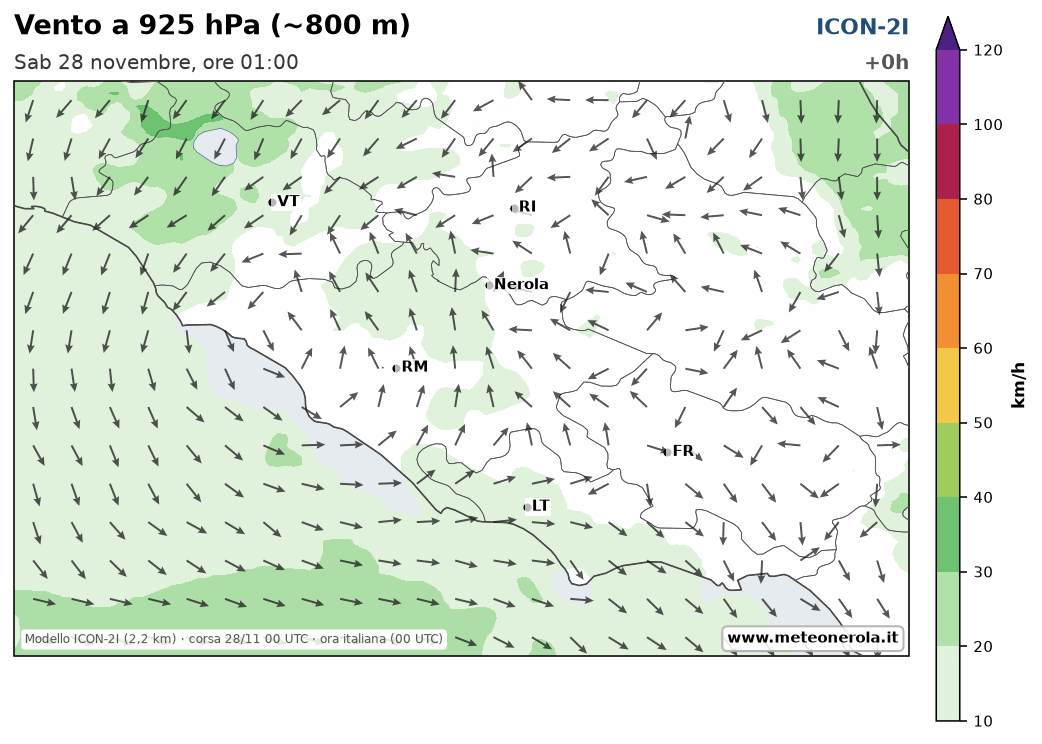 Vento a 925 hPa (~800 m)
ICON-2I
Sab 28 novembre, ore 01:00
+0h
VT
RI
Nerola
RM
FR
LT
Modello ICON-2I (2,2 km) · corsa 28/11 00 UTC · ora italiana (00 UTC)
www.meteonerola.it
120
100
80
70
60
50
40
30
20
10
km/h